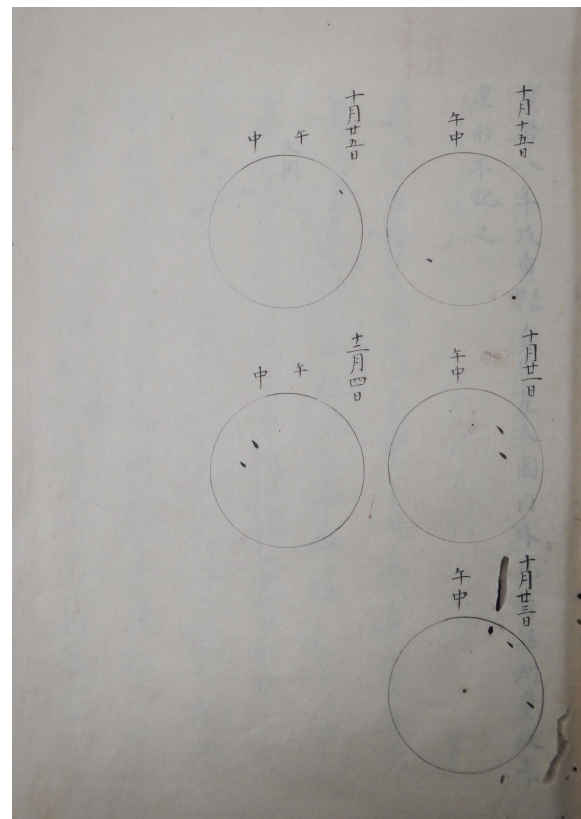 十月十五日
午中
十月廿一日
午中
十月廿三日
午中
十月廿五日
午中
十二月四日
午中